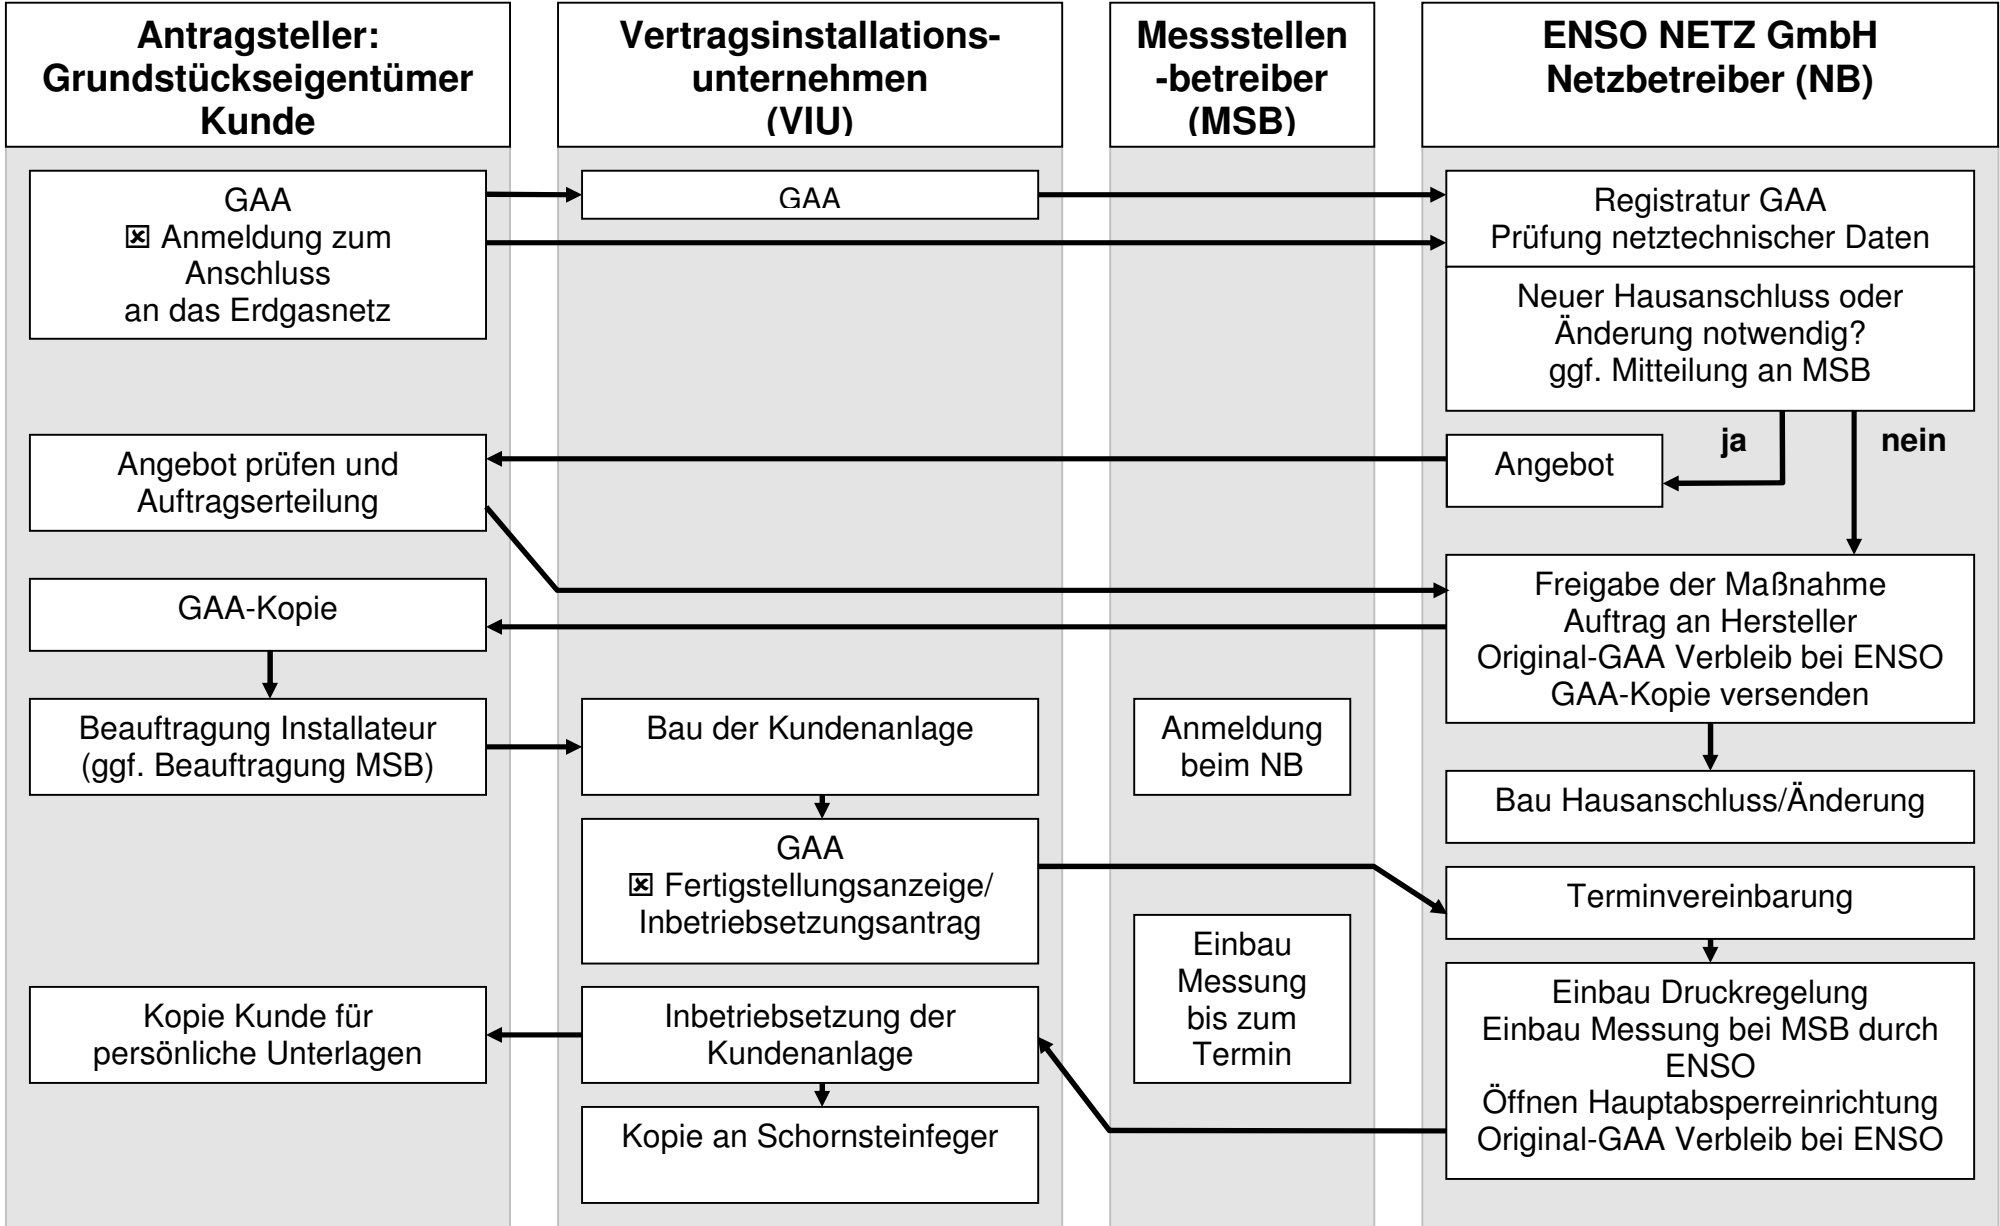 Antragsteller:
Grundstückseigentümer
Kunde
Vertragsinstallations-
unternehmen
(VIU)
Messstellen
-betreiber
(MSB)
ENSO NETZ GmbH
Netzbetreiber (NB)
GAA
☒ Anmeldung zum
Anschluss
an das Erdgasnetz
GAA
Registratur GAA
Prüfung netztechnischer Daten
Neuer Hausanschluss oder
Änderung notwendig?
ggf. Mitteilung an MSB
ja
nein
Angebot
Angebot prüfen und
Auftragserteilung
Freigabe der Maßnahme
Auftrag an Hersteller
Original-GAA Verbleib bei ENSO
GAA-Kopie versenden
GAA-Kopie
Beauftragung Installateur
(ggf. Beauftragung MSB)
Bau der Kundenanlage
Anmeldung
beim NB
Bau Hausanschluss/Änderung
GAA
☒ Fertigstellungsanzeige/
Inbetriebsetzungsantrag
Terminvereinbarung
Einbau
Messung
bis zum
Termin
Einbau Druckregelung
Einbau Messung bei MSB durch
ENSO
Öffnen Hauptabsperreinrichtung
Original-GAA Verbleib bei ENSO
Kopie Kunde für
persönliche Unterlagen
Inbetriebsetzung der
Kundenanlage
Kopie an Schornsteinfeger